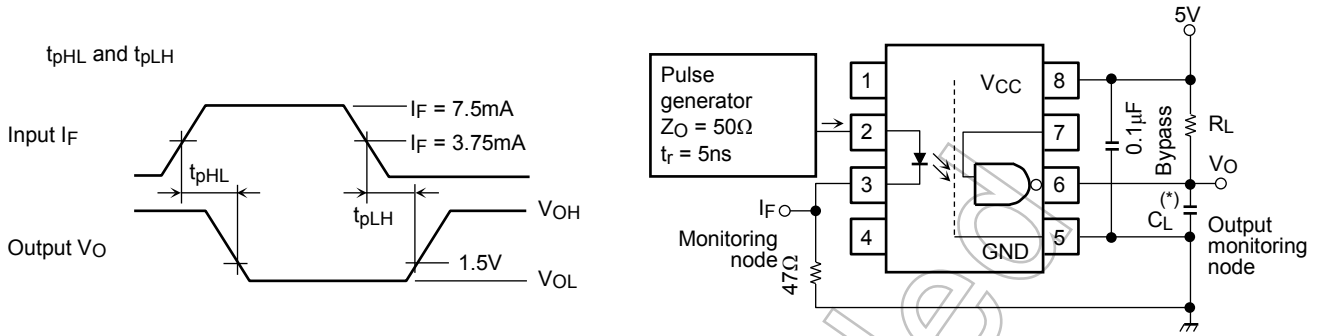 tpHL and tpLH
Input IF
IF = 7.5mA
IF = 3.75mA
tpHL
tpLH
VOH
Output VO
1.5V
VOL
Pulse
generator
ZO = 50Ω
tr = 5ns
1
2
3
4
VCC
GND
8
7
6
5
5V
0.1μF
Bypass
RL
VO
(*)
CL
Output
monitoring
node
IF
Monitoring
node
47Ω